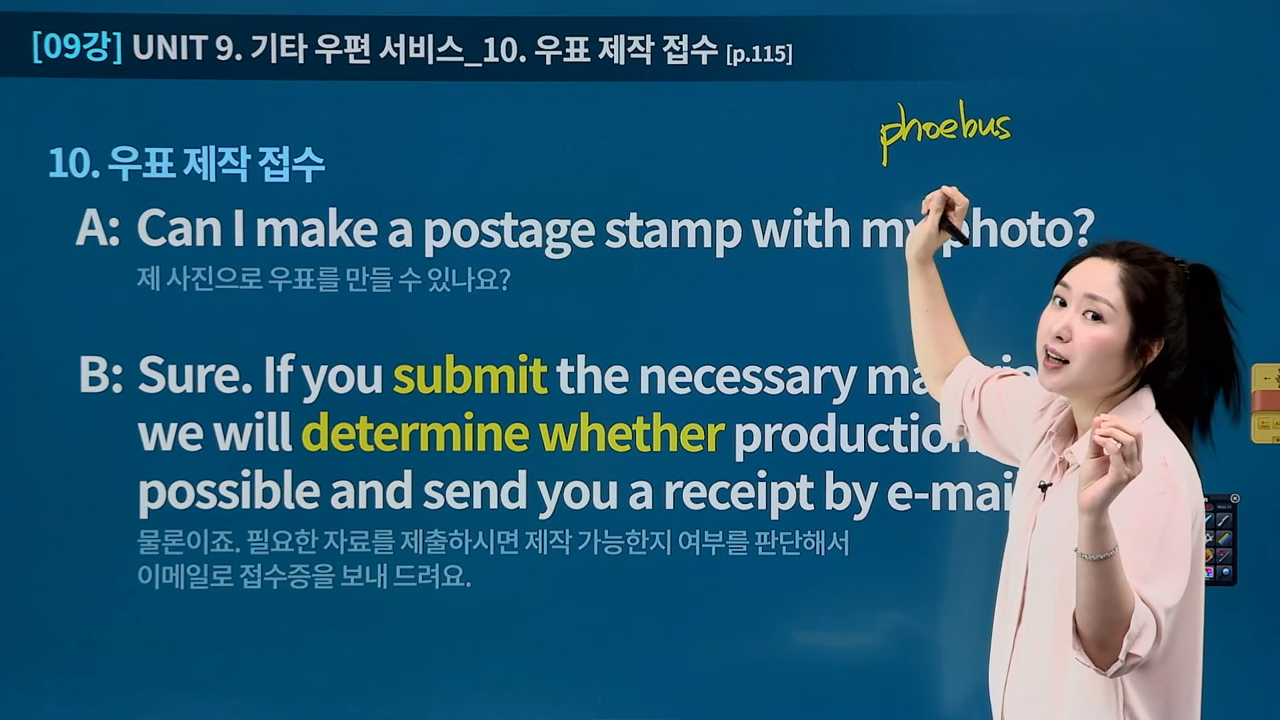 [09강] UNIT 9. 기타 우편 서비스_10. 우표 제작 접수 [p.115]
phoebus
10. 우표 제작 접수
A: Can I make a postage stamp with my photo?
제 사진으로 우표를 만들 수 있나요?
B: Sure. If you submit the necessary
we will determine whether production
possible and send you a receipt by e-mai
물론이죠. 필요한 자료를 제출하시면 제작 가능한지 여부를 판단해서
이메일로 접수증을 보내 드려요.